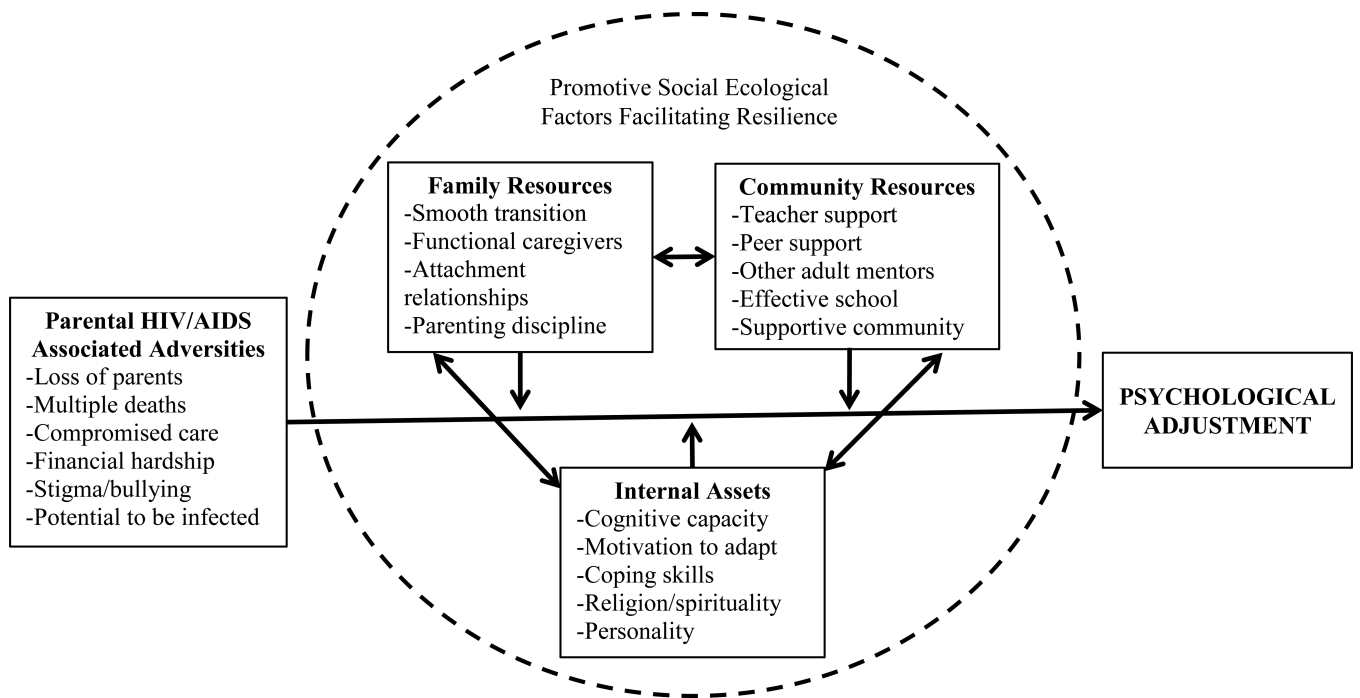 Promotive Social Ecological
Factors Facilitating Resilience
Family Resources
-Smooth transition
-Functional caregivers
-Attachment
relationships
-Parenting discipline
Community Resources
-Teacher support
-Peer support
-Other adult mentors
-Effective school
-Supportive community
Parental HIV/AIDS
Associated Adversities
-Loss of parents
-Multiple deaths
-Compromised care
-Financial hardship
-Stigma/bullying
-Potential to be infected
PSYCHOLOGICAL
ADJUSTMENT
Internal Assets
-Cognitive capacity
-Motivation to adapt
-Coping skills
-Religion/spirituality
-Personality